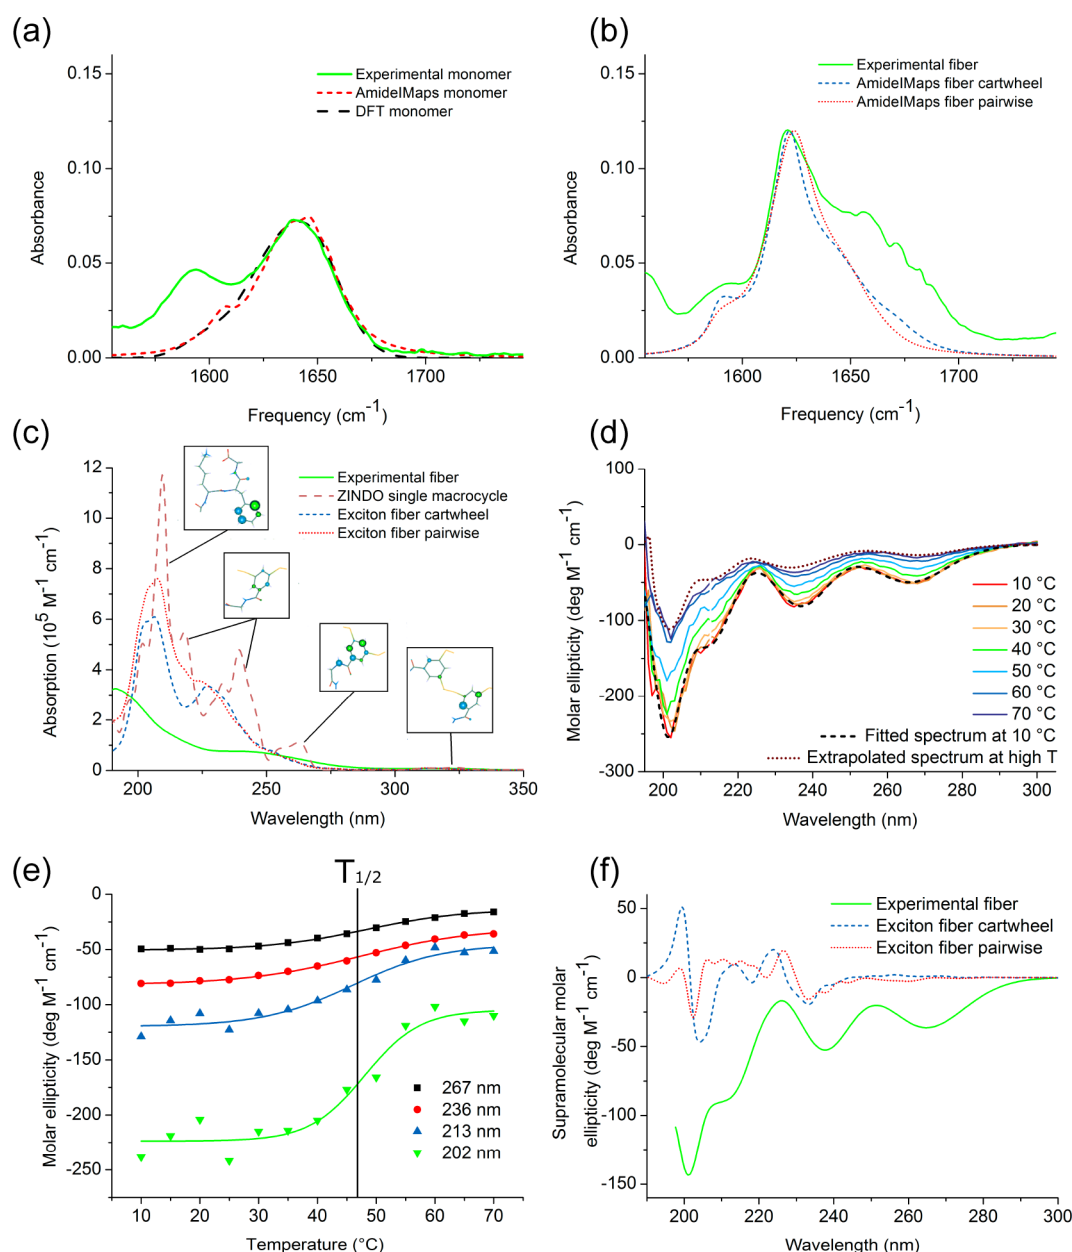 (a)
0.15
0.10
0.05
0.00
Absorbance
Experimental monomer
AmideIMaps monomer
DFT monomer
1600
1650
1700
Frequency (cm-1)
(b)
0.15
0.10
0.05
0.00
Absorbance
Experimental fiber
AmideIMaps fiber cartwheel
AmideIMaps fiber pairwise
1600
1650
1700
Frequency (cm-1)
(c)
12
10
8
6
4
2
0
Absorption (10^5 M-1 cm-1)
Experimental fiber
ZINDO single macrocycle
Exciton fiber cartwheel
Exciton fiber pairwise
200
250
300
350
Wavelength (nm)
(d)
100
0
-100
-200
-300
Molar ellipticity (deg M-1 cm-1)
10 °C
20 °C
30 °C
40 °C
50 °C
60 °C
70 °C
Fitted spectrum at 10 °C
Extrapolated spectrum at high T
200
220
240
260
280
300
Wavelength (nm)
(e)
T1/2
0
-50
-100
-150
-200
-250
Molar ellipticity (deg M-1 cm-1)
267 nm
236 nm
213 nm
202 nm
10
20
30
40
50
60
70
Temperature (°C)
(f)
50
0
-50
-100
-150
Supramolecular molar
ellipticity (deg M-1 cm-1)
Experimental fiber
Exciton fiber cartwheel
Exciton fiber pairwise
200
220
240
260
280
300
Wavelength (nm)